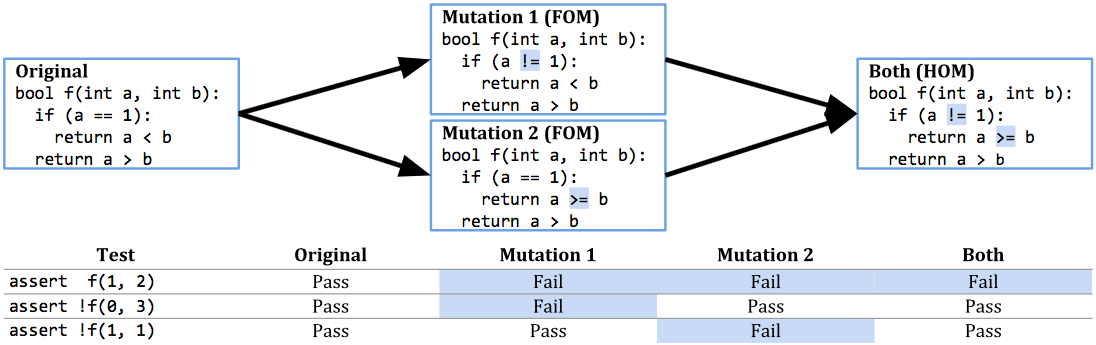 Original
bool f(int a, int b):
  if (a == 1):
    return a < b
  return a > b
Mutation 1 (FOM)
bool f(int a, int b):
  if (a != 1):
    return a < b
  return a > b
Mutation 2 (FOM)
bool f(int a, int b):
  if (a == 1):
    return a >= b
  return a > b
Both (HOM)
bool f(int a, int b):
  if (a != 1):
    return a >= b
  return a > b
Test Original Mutation 1 Mutation 2 Both
assert  f(1, 2) Pass Fail Fail Fail
assert !f(0, 3) Pass Fail Pass Pass
assert !f(1, 1) Pass Pass Fail Pass